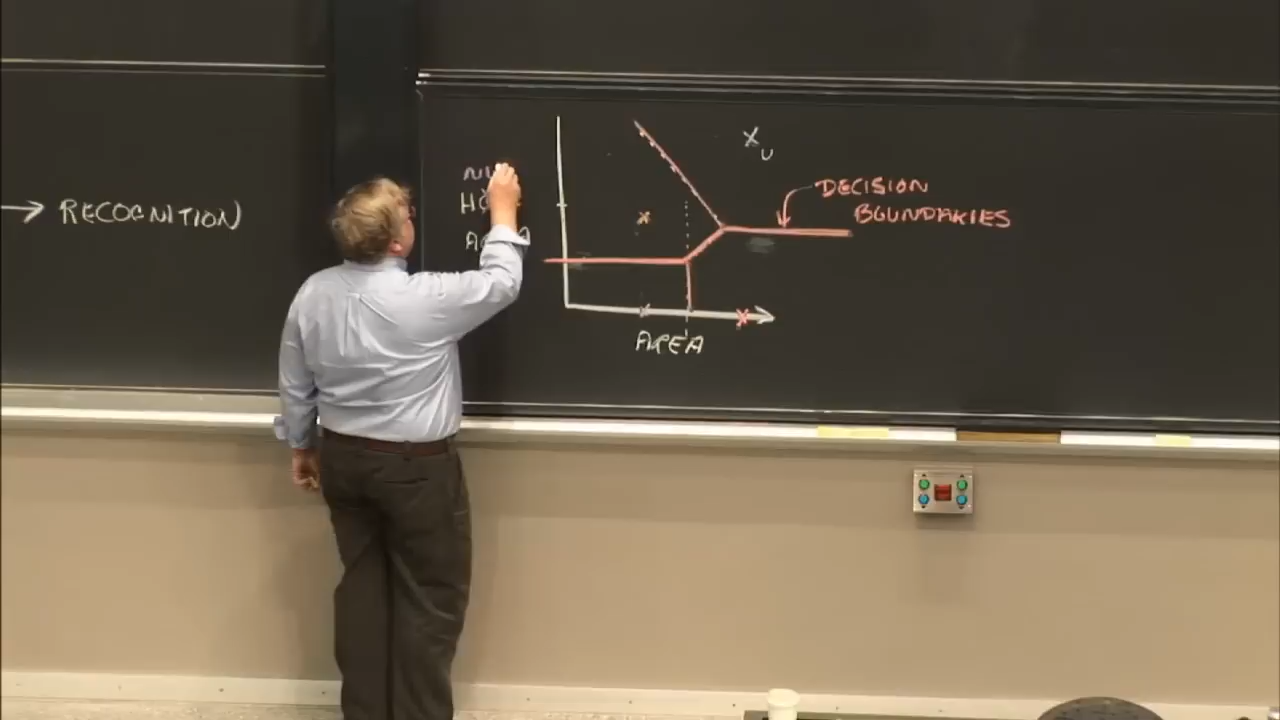 → RECOGNITION
AREA
X
U
DECISION
BOUNDARIES